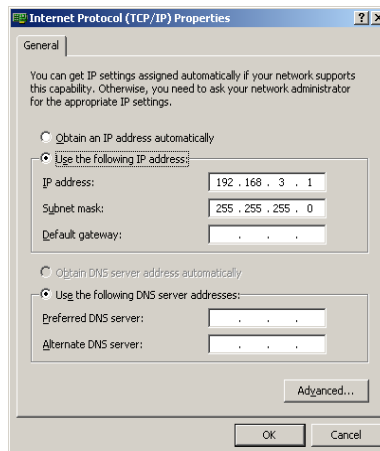 Internet Protocol (TCP/IP) Properties
General
You can get IP settings assigned automatically if your network supports
this capability. Otherwise, you need to ask your network administrator
for the appropriate IP settings.
Obtain an IP address automatically
Use the following IP address:
IP address: 192 . 168 . 3 . 1
Subnet mask: 255 . 255 . 255 . 0
Default gateway: . . .
Obtain DNS server address automatically
Use the following DNS server addresses:
Preferred DNS server: . . .
Alternate DNS server: . . .
Advanced...
OK Cancel